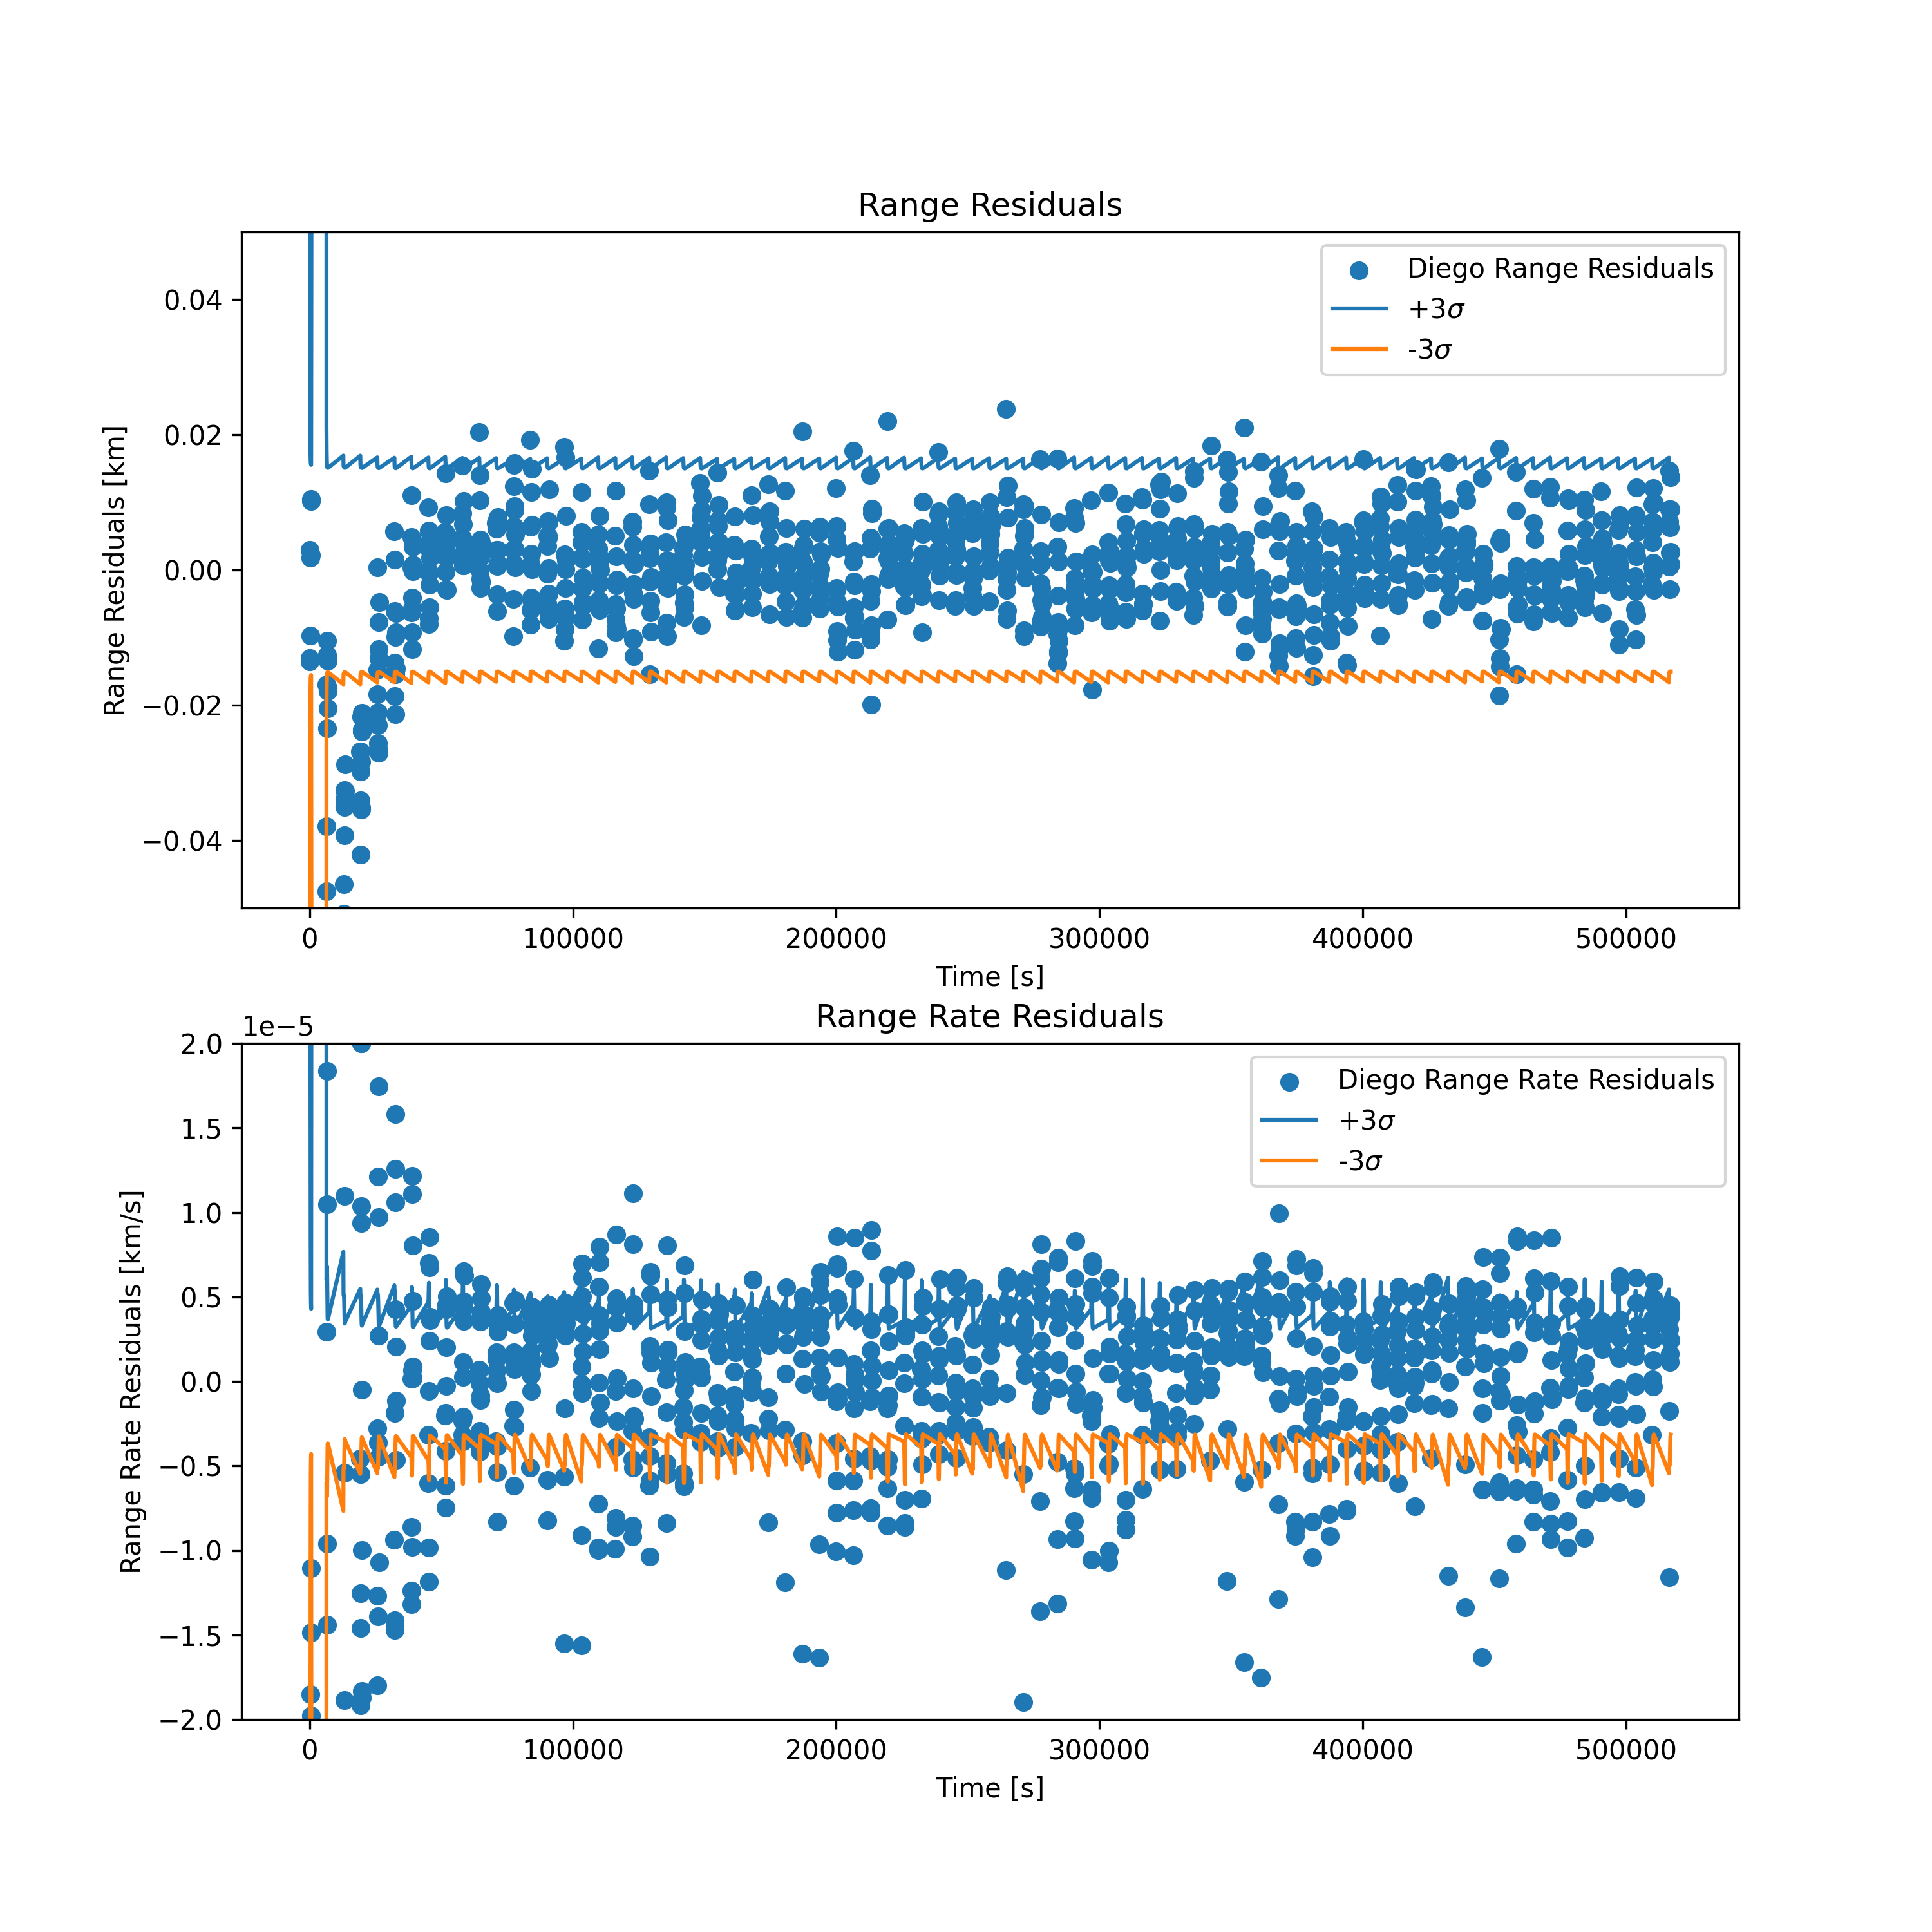 Range Residuals
Range Residuals [km]
0.04
0.02
0.00
−0.02
−0.04
Diego Range Residuals
+3σ
-3σ
0 100000 200000 300000 400000 500000
Time [s]
Range Rate Residuals
1e−5
Range Rate Residuals [km/s]
2.0
1.5
1.0
0.5
0.0
−0.5
−1.0
−1.5
−2.0
Diego Range Rate Residuals
+3σ
-3σ
0 100000 200000 300000 400000 500000
Time [s]